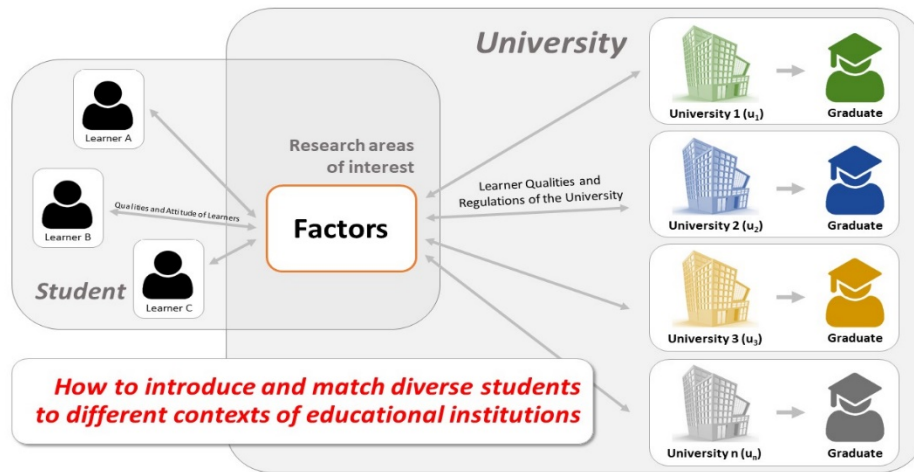 University
Learner A
Research areas
of interest
Learner B
Qualities and Attitude of Learners
Factors
Learner Qualities and
Regulations of the University
Student
Learner C
University 1 (u₁)
Graduate
University 2 (u₂)
Graduate
University 3 (u₃)
Graduate
University n (uₙ)
Graduate
How to introduce and match diverse students
to different contexts of educational institutions